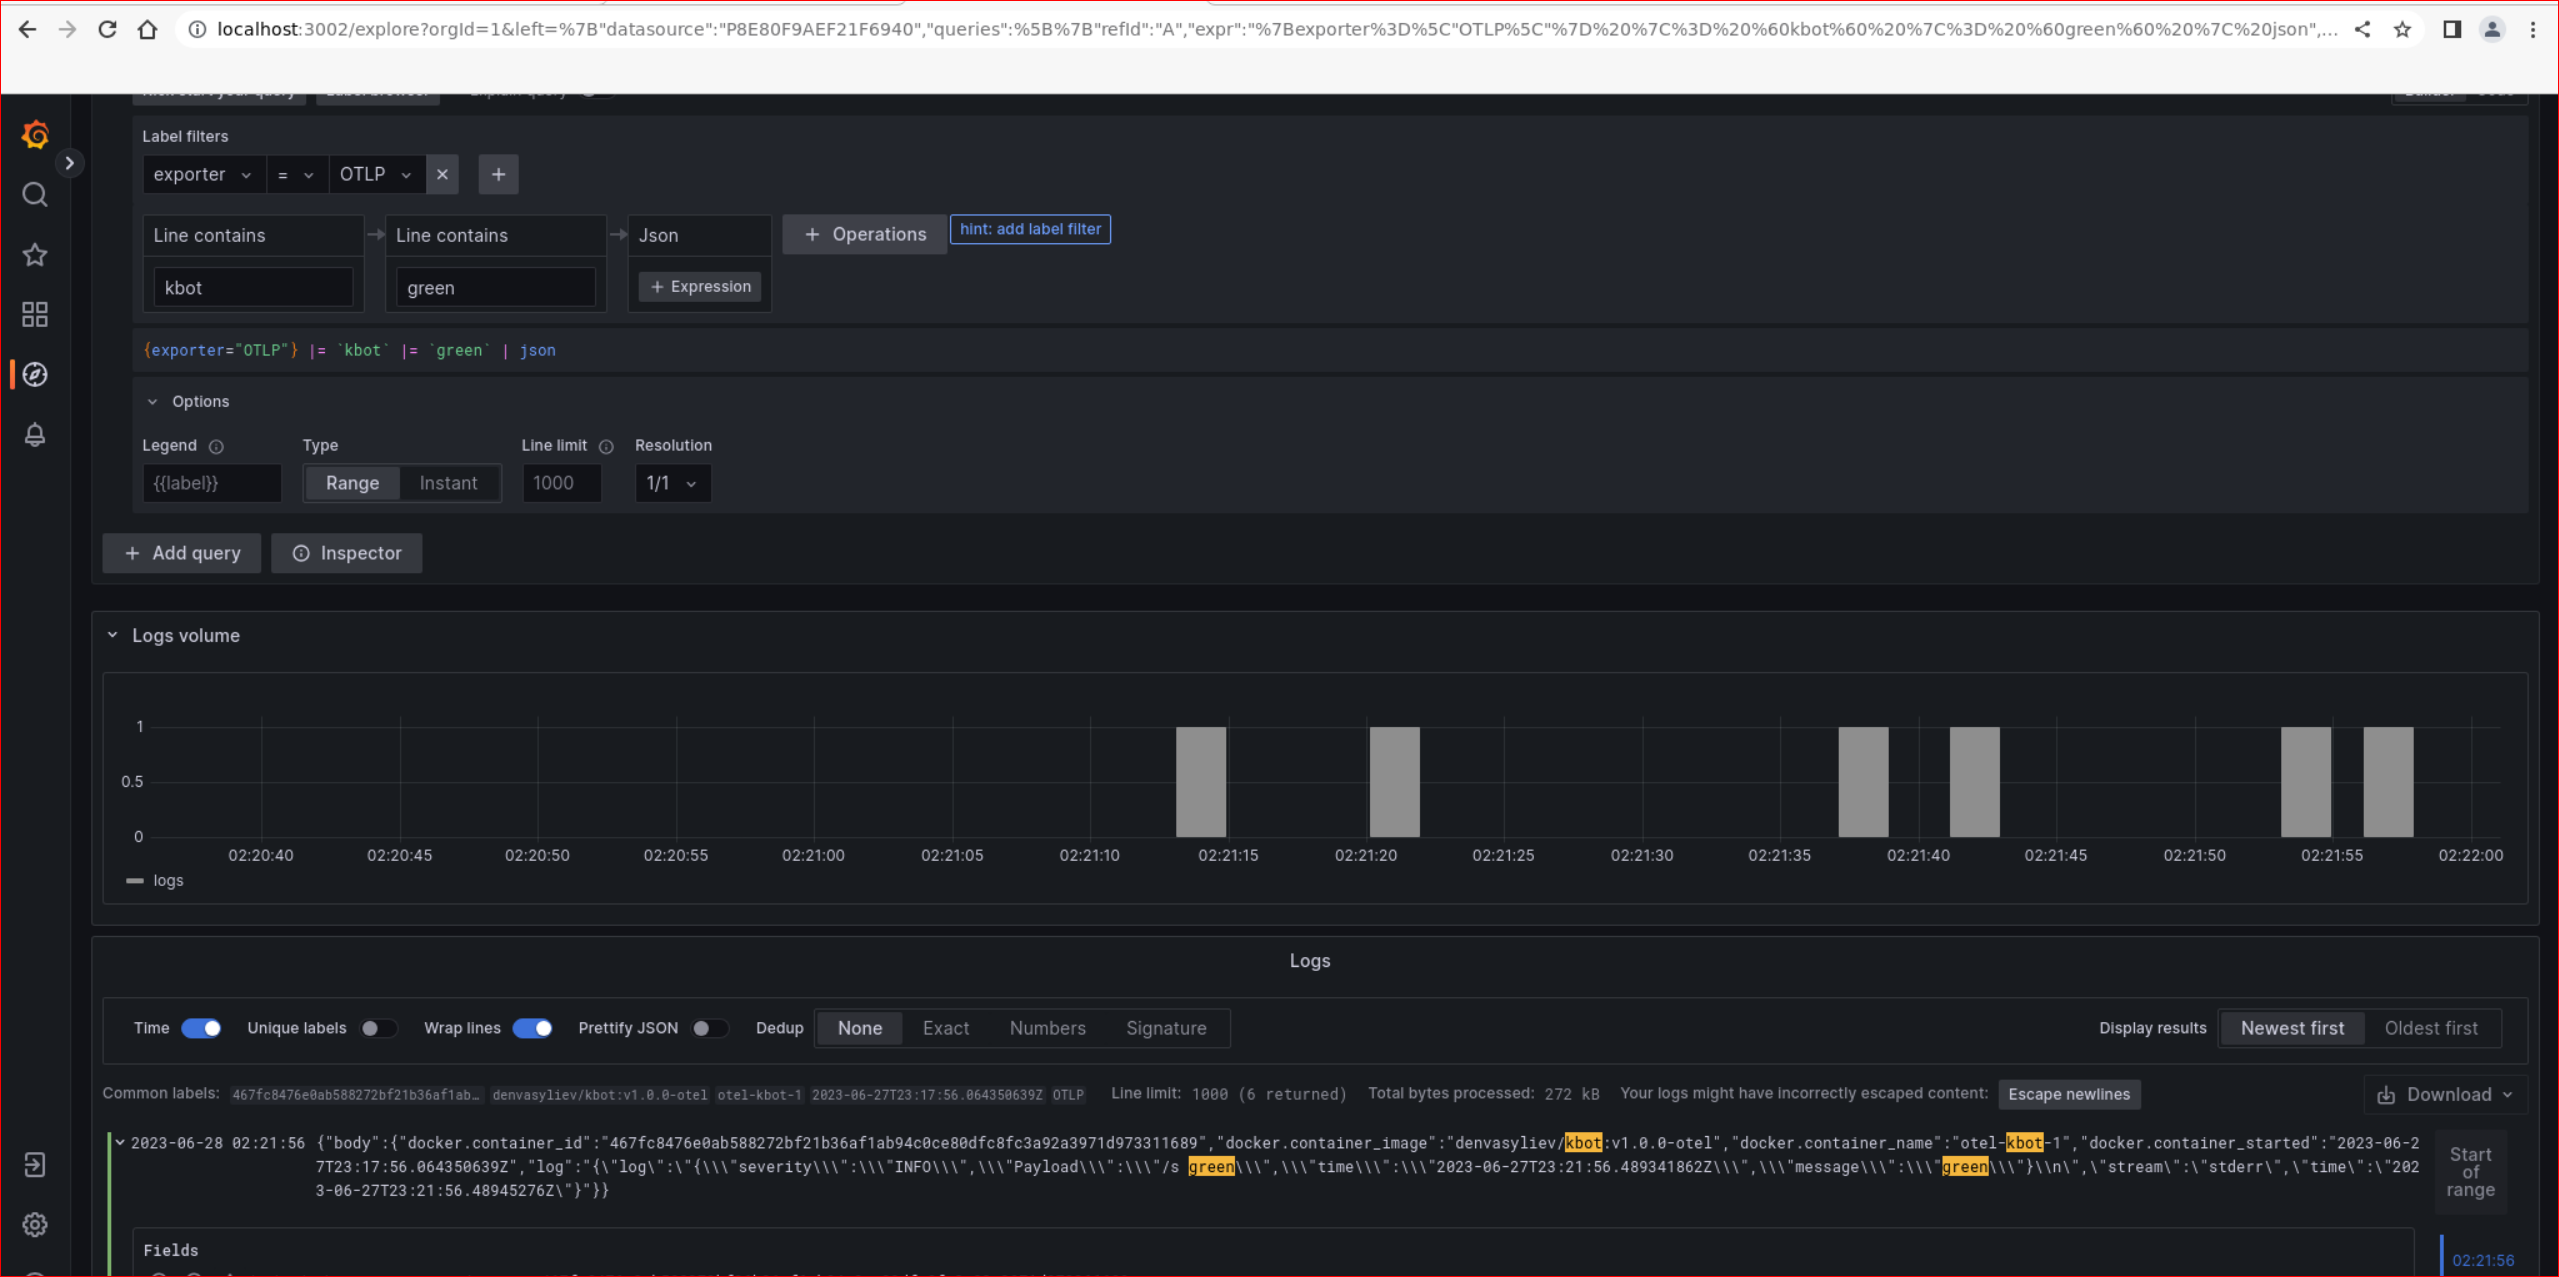 localhost:3002/explore?orgId=1&left=%7B"datasource":"P8E80F9AEF21F6940","queries":%5B%7B"refId":"A","expr":"%7Bexporter%3D%5C"OTLP%5C"%7D%20%7C%3D%20%60kbot%60%20%7C%3D%20%60green%60%20%7C%20json",...
Label filters
exporter = OTLP
Line contains Line contains Json + Operations hint: add label filter
kbot green + Expression
{exporter="OTLP"} |= `kbot` |= `green` | json
Options
Legend Type Line limit Resolution
{{label}} Range Instant 1000 1/1
+ Add query Inspector
Logs volume
1
0.5
0
02:20:40 02:20:45 02:20:50 02:20:55 02:21:00 02:21:05 02:21:10 02:21:15 02:21:20 02:21:25 02:21:30 02:21:35 02:21:40 02:21:45 02:21:50 02:21:55 02:22:00
logs
Logs
Time Unique labels Wrap lines Prettify JSON Dedup None Exact Numbers Signature Display results Newest first Oldest first
Common labels: 467fc8476e0ab588272bf21b36af1ab… denvasyliev/kbot:v1.0.0-otel otel-kbot-1 2023-06-27T23:17:56.064350639Z OTLP Line limit: 1000 (6 returned) Total bytes processed: 272 kB Your logs might have incorrectly escaped content: Escape newlines Download
2023-06-28 02:21:56 {"body":{"docker.container_id":"467fc8476e0ab588272bf21b36af1ab94c0ce80dfc8fc3a92a3971d973311689","docker.container_image":"denvasyliev/kbot:v1.0.0-otel","docker.container_name":"otel-kbot-1","docker.container_started":"2023-06-2
7T23:17:56.064350639Z","log":"{\"log\":\"{\\\"severity\\\":\\\"INFO\\\",\\\"Payload\\\":\\\"/s green\\\",\\\"time\\\":\\\"2023-06-27T23:21:56.489341862Z\\\",\\\"message\\\":\\\"green\\\"}\\n\",\"stream\":\"stderr\",\"time\":\"202
3-06-27T23:21:56.48945276Z\"}"}}
Start
of
range
Fields
02:21:56